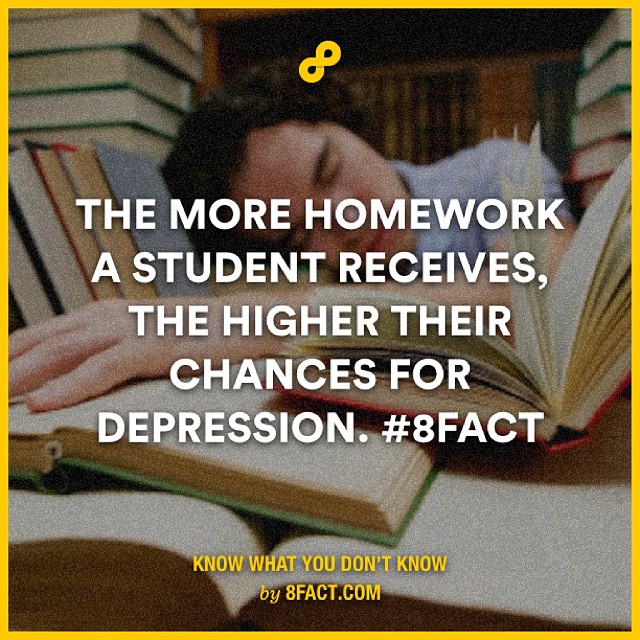 THE MORE HOMEWORK
A STUDENT RECEIVES,
THE HIGHER THEIR
CHANCES FOR
DEPRESSION. #8FACT
KNOW WHAT YOU DON'T KNOW
by 8FACT.COM